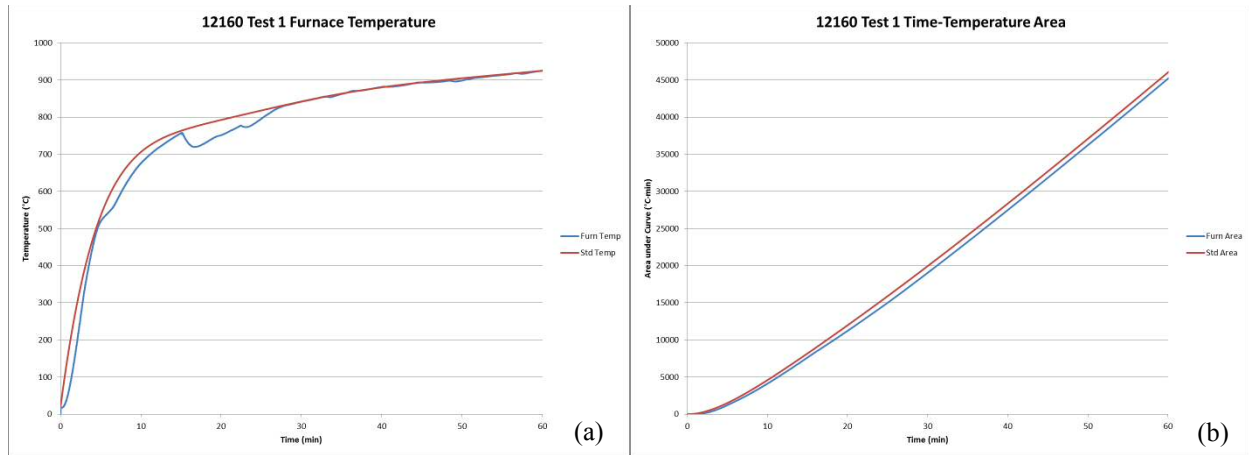 12160 Test 1 Furnace Temperature
Temperature (°C)
1000
900
800
700
600
500
400
300
200
100
0
0 10 20 30 40 50 60
Time (min)
Furn Temp
Std Temp
(a)
12160 Test 1 Time-Temperature Area
Area under Curve (°C-min)
50000
45000
40000
35000
30000
25000
20000
15000
10000
5000
0
0 10 20 30 40 50 60
Time (min)
Furn Area
Std Area
(b)